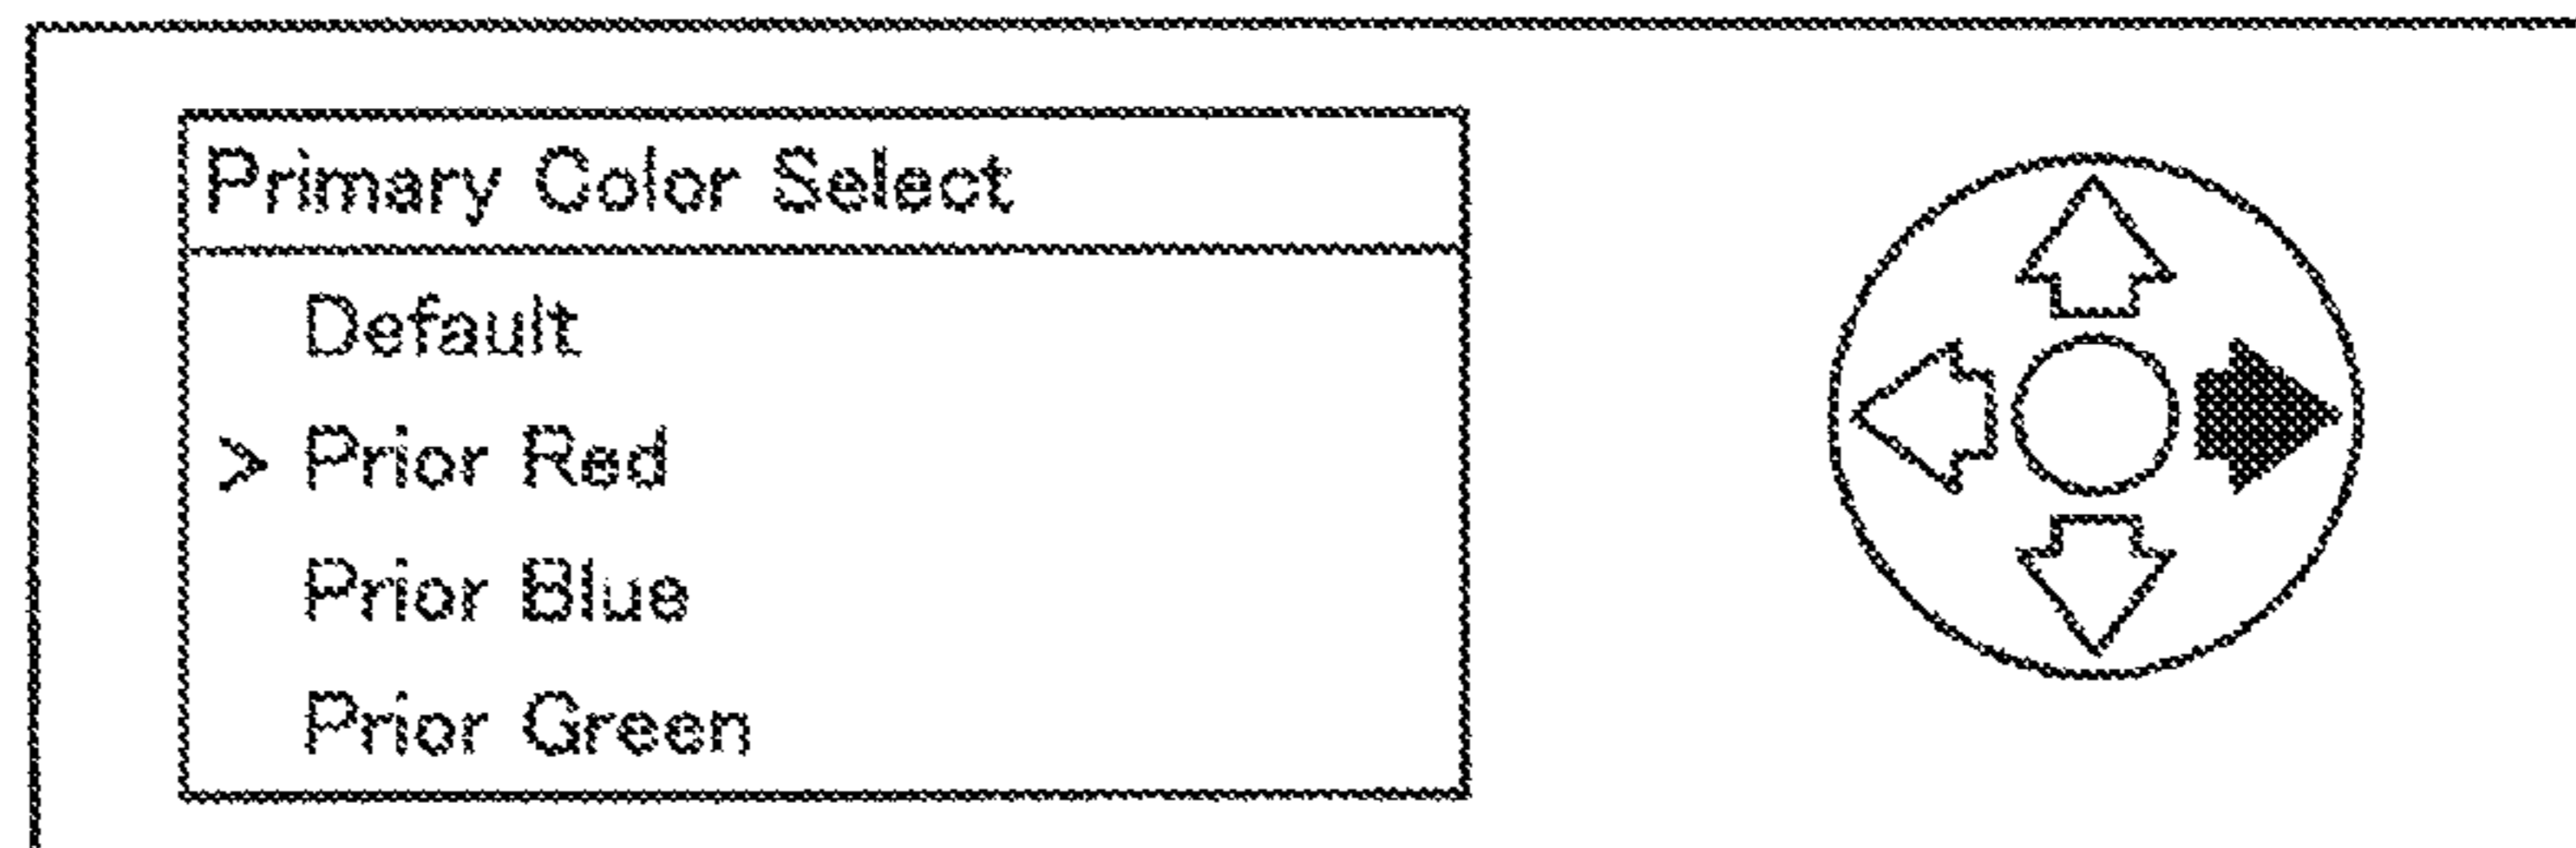 Primary Color Select
Default
> Prior Red
Prior Blue
Prior Green